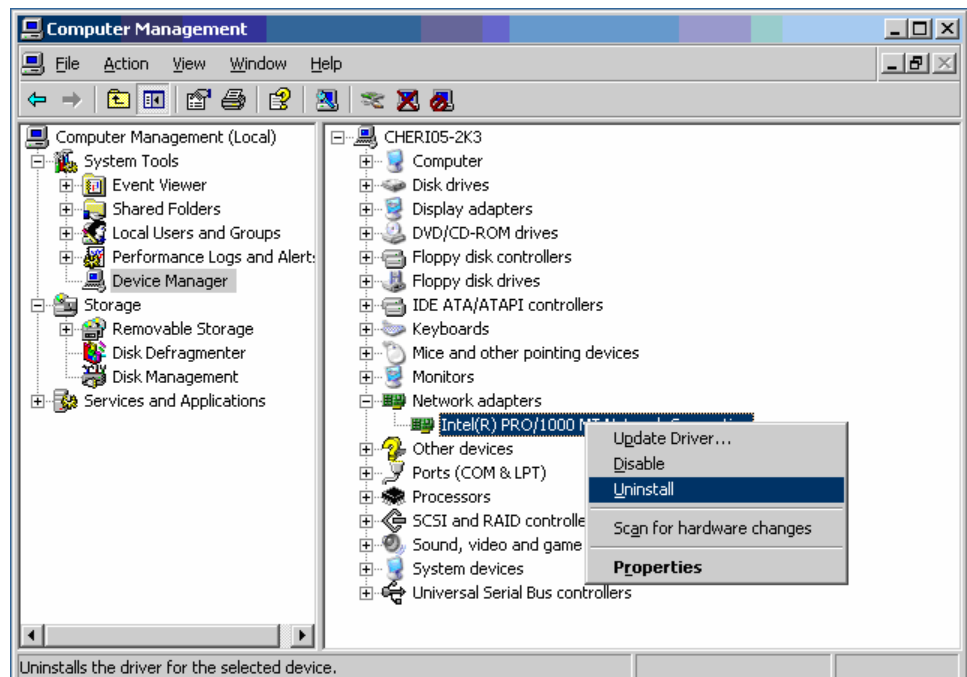 Computer Management
File Action View Window Help
Computer Management (Local)
System Tools
Event Viewer
Shared Folders
Local Users and Groups
Performance Logs and Alert
Device Manager
Storage
Removable Storage
Disk Defragmenter
Disk Management
Services and Applications
CHERI05-2K3
Computer
Disk drives
Display adapters
DVD/CD-ROM drives
Floppy disk controllers
Floppy disk drives
IDE ATA/ATAPI controllers
Keyboards
Mice and other pointing devices
Monitors
Network adapters
Intel(R) PRO/1000
Other devices
Ports (COM & LPT)
Processors
SCSI and RAID controlle
Sound, video and game
System devices
Universal Serial Bus controllers
Update Driver...
Disable
Uninstall
Scan for hardware changes
Properties
Uninstalls the driver for the selected device.